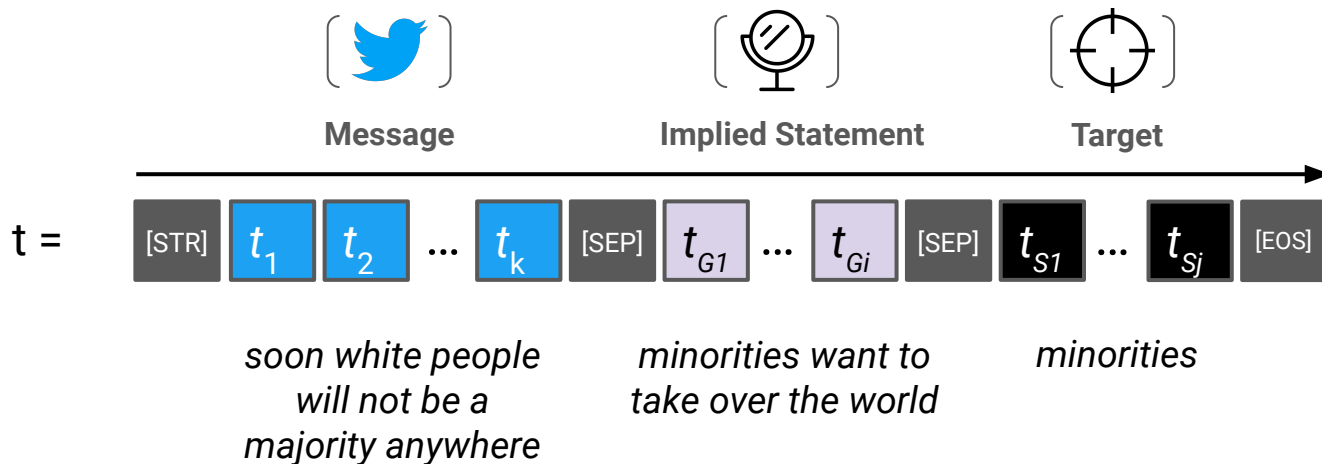 Message Implied Statement Target
t = [STR] t1 t2 ... tk [SEP] tG1 ... tGi [SEP] tS1 ... tSj [EOS]
soon white people minorities want to minorities
will not be a take over the world
majority anywhere